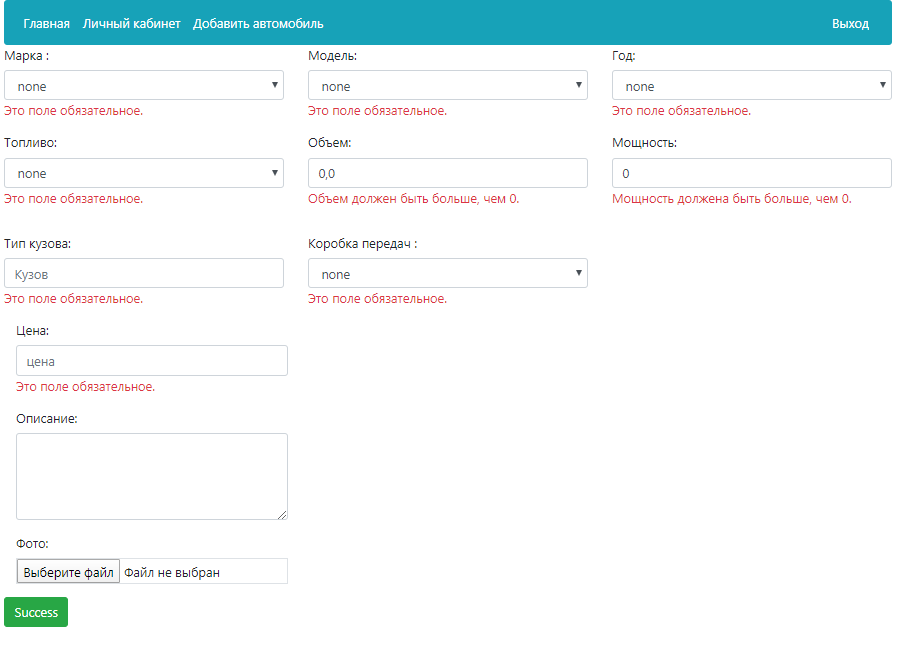 Главная Личный кабинет Добавить автомобиль Выход
Марка : Модель: Год:
none none none
Это поле обязательное. Это поле обязательное. Это поле обязательное.
Топливо: Объем: Мощность:
none 0,0 0
Это поле обязательное. Объем должен быть больше, чем 0. Мощность должена быть больше, чем 0.
Тип кузова: Коробка передач :
Кузов none
Это поле обязательное. Это поле обязательное.
Цена:
цена
Это поле обязательное.
Описание:
Фото:
Выберите файл Файл не выбран
Success